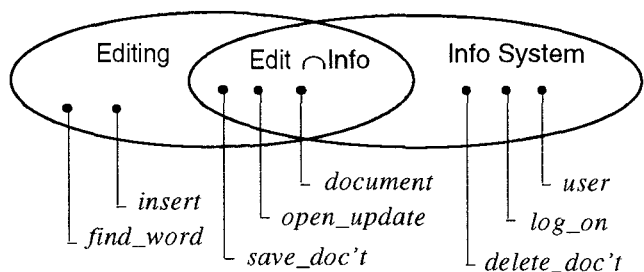 Editing
Edit ∩ Info
Info System
document
user
insert
open_update
log_on
find_word
save_doc't
delete_doc't